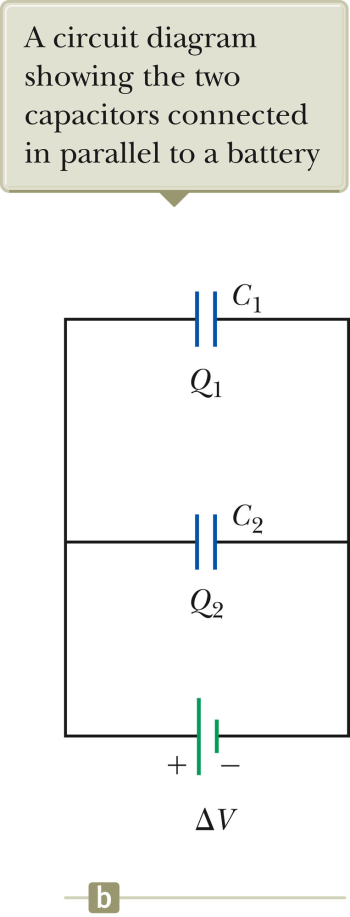 A circuit diagram
showing the two
capacitors connected
in parallel to a battery
C₁
Q₁
C₂
Q₂
+ −
ΔV
b